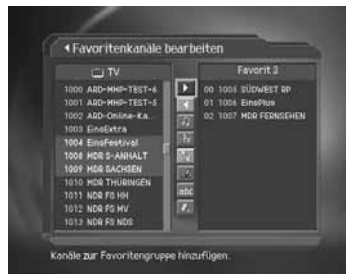 Favoritenkanäle bearbeiten
TV
1000 ARD-MHP-TEST-6
1001 ARD-MHP-TEST-5
1002 ARD-Online-Ka...
1003 EinsExtra
1004 EinsFestival
1008 MDR S-ANHALT
1009 MDR SACHSEN
1010 MDR THÜRINGEN
1011 NDR FS HH
1012 NDR FS MV
1013 NDR FS NDS
abc
Favorit 3
00 1005 SÜDWEST RP
01 1006 EinsPlus
02 1007 MDR FERNSEHEN
Kanäle zur Favoritengruppe hinzufügen.